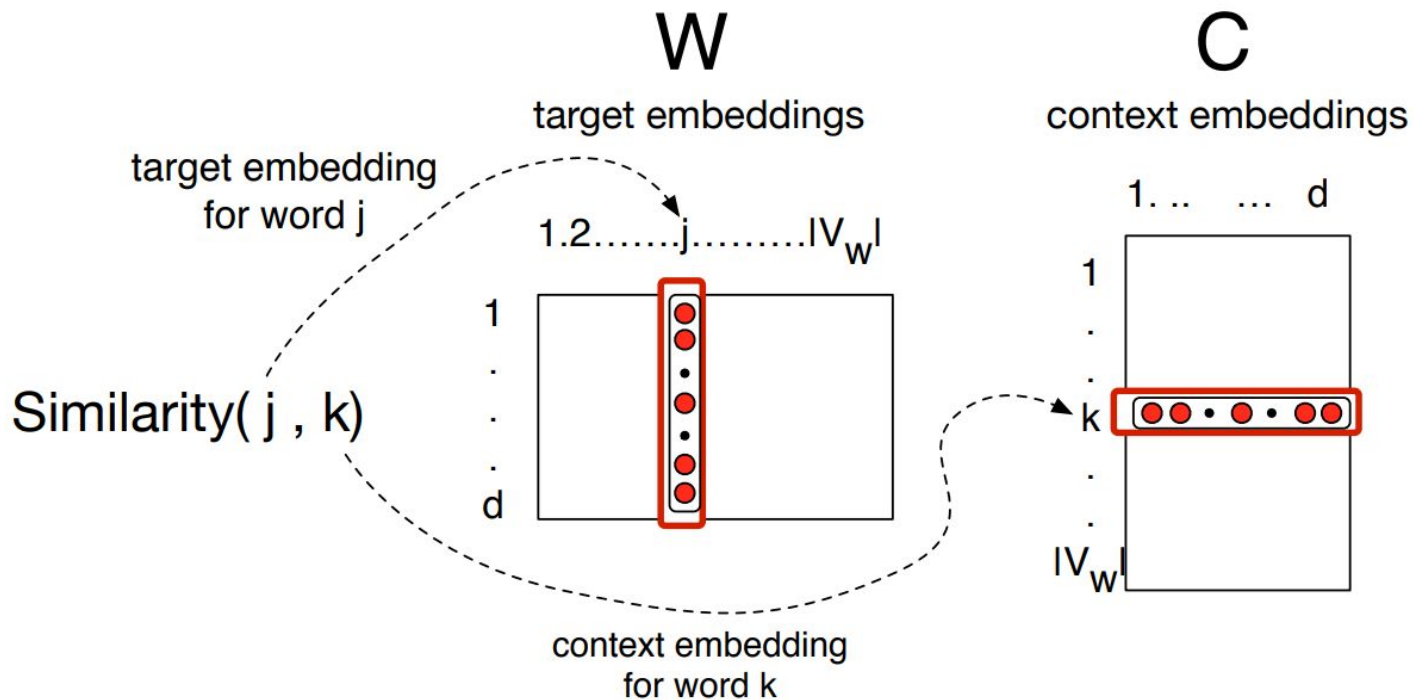 W
target embeddings
C
context embeddings
target embedding
for word j
1.2.......j.........|Vw|
1. .. ... d
1
.
.
.
d
1
.
.
k
.
.
|Vw|
Similarity( j , k)
context embedding
for word k